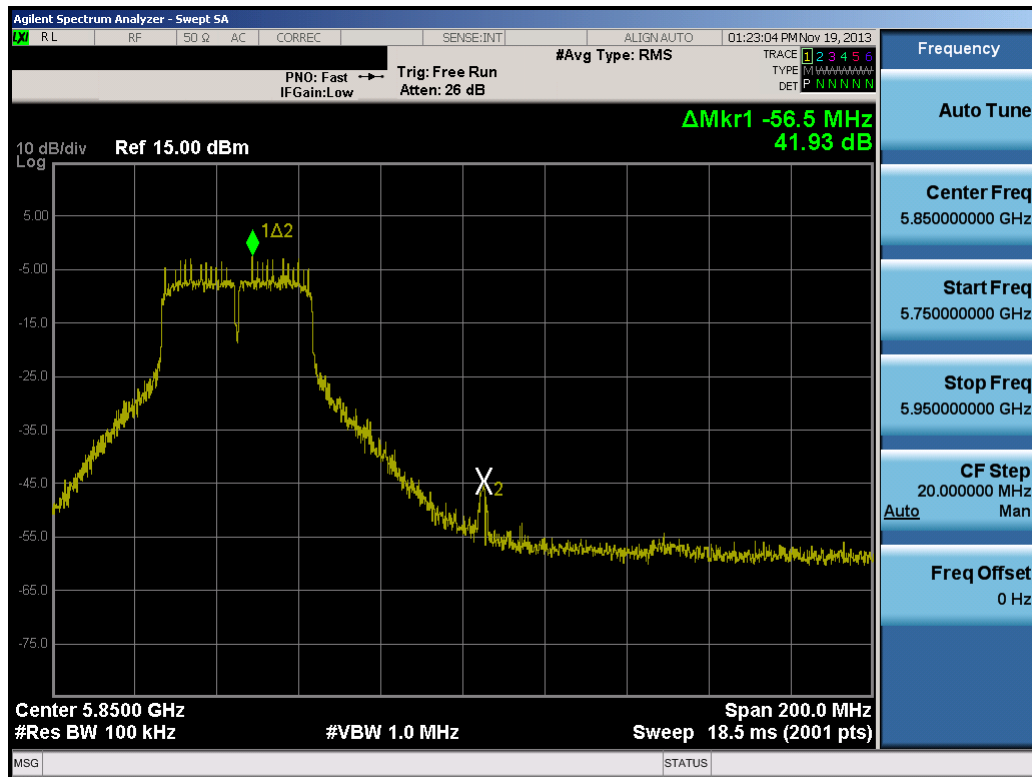 Agilent Spectrum Analyzer - Swept SA
LXI RL RF 50 Ω AC CORREC SENSE:INT ALIGNAUTO 01:23:04 PM Nov 19, 2013
#Avg Type: RMS TRACE 1 2 3 4 5 6
PNO: Fast Trig: Free Run TYPE M WWWWW
IFGain:Low Atten: 26 dB DET P N N N N N
Frequency
ΔMkr1 -56.5 MHz
41.93 dB
10 dB/div Ref 15.00 dBm
Log
1Δ2
5.00
-5.00
-15.0
-25.0
-35.0
-45.0
X2
-55.0
-65.0
-75.0
Center 5.8500 GHz Span 200.0 MHz
#Res BW 100 kHz #VBW 1.0 MHz Sweep 18.5 ms (2001 pts)
MSG STATUS
Auto Tune
Center Freq
5.850000000 GHz
Start Freq
5.750000000 GHz
Stop Freq
5.950000000 GHz
CF Step
20.000000 MHz
Auto Man
Freq Offset
0 Hz